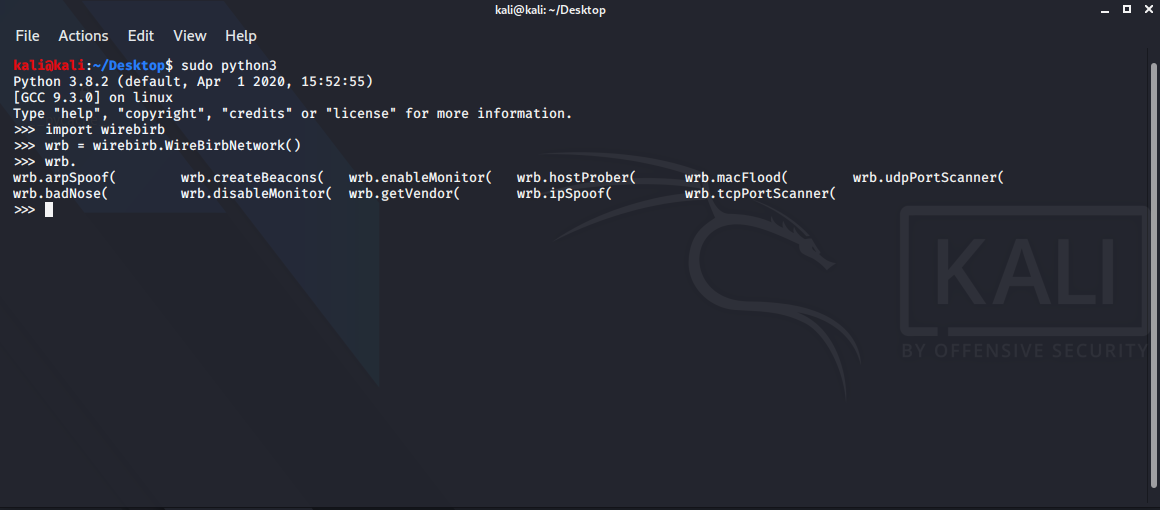 kali@kali: ~/Desktop
File Actions Edit View Help
kali@kali:~/Desktop$ sudo python3
Python 3.8.2 (default, Apr  1 2020, 15:52:55)
[GCC 9.3.0] on linux
Type "help", "copyright", "credits" or "license" for more information.
>>> import wirebirb
>>> wrb = wirebirb.WireBirbNetwork()
>>> wrb.
wrb.arpSpoof(        wrb.createBeacons(   wrb.enableMonitor(   wrb.hostProber(      wrb.macFlood(        wrb.udpPortScanner(
wrb.badNose(         wrb.disableMonitor(  wrb.getVendor(       wrb.ipSpoof(         wrb.tcpPortScanner(
>>>
KALI
BY OFFENSIVE SECURITY